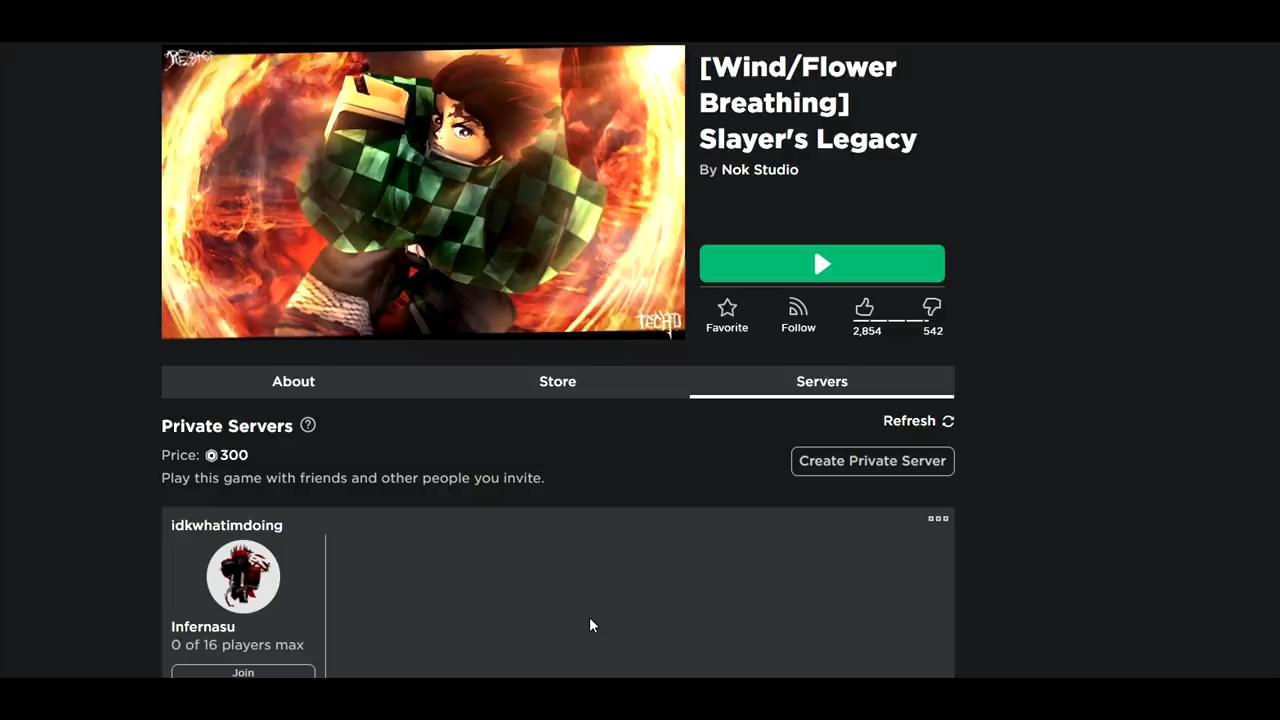 [Wind/Flower
Breathing]
Slayer's Legacy
By Nok Studio
Favorite
Follow
2,854
542
TECHD
About
Store
Servers
Private Servers
Refresh
Price: 300
Create Private Server
Play this game with friends and other people you invite.
idkwhatimdoing
Infernasu
0 of 16 players max
Join